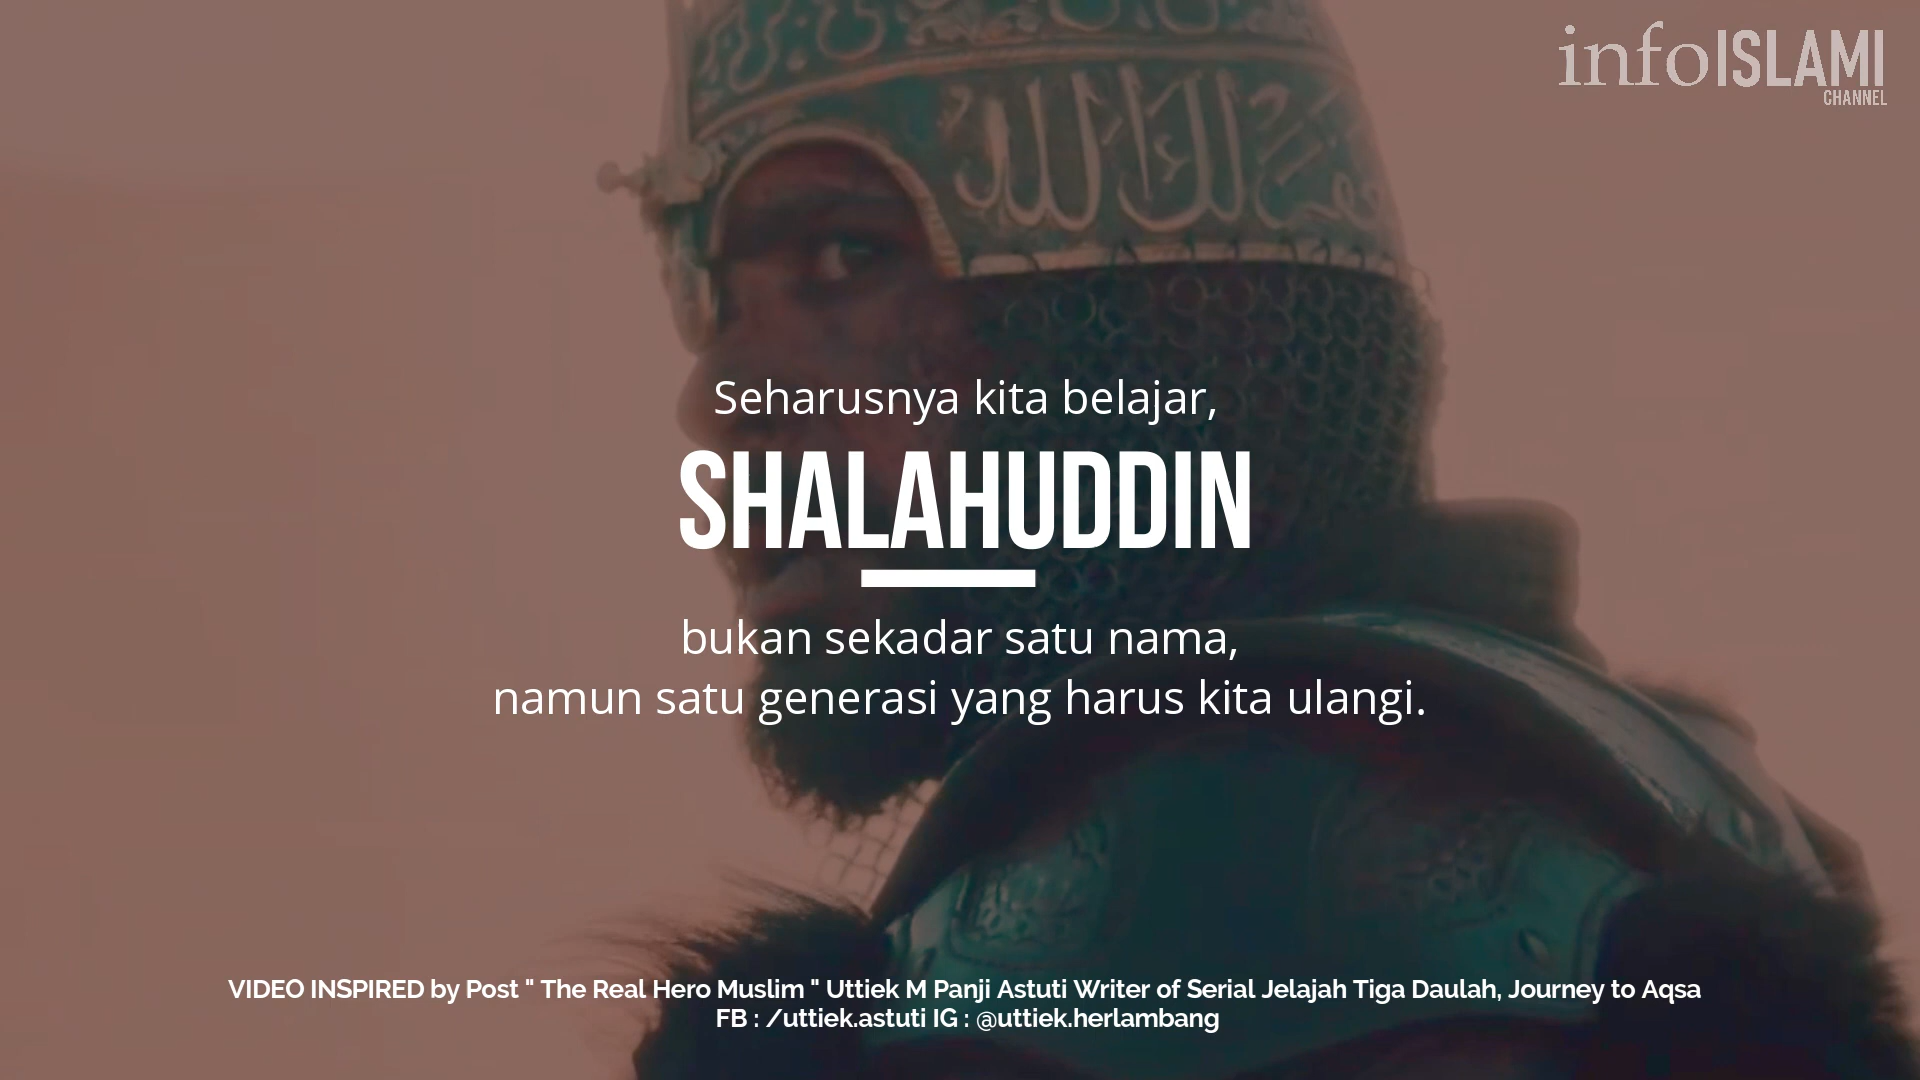 infoISLAMI
CHANNEL
Seharusnya kita belajar,
SHALAHUDDIN
bukan sekadar satu nama,
namun satu generasi yang harus kita ulangi.
VIDEO INSPIRED by Post " The Real Hero Muslim " Uttiek M Panji Astuti Writer of Serial Jelajah Tiga Daulah, Journey to Aqsa
FB : /uttiek.astuti IG : @uttiek.herlambang